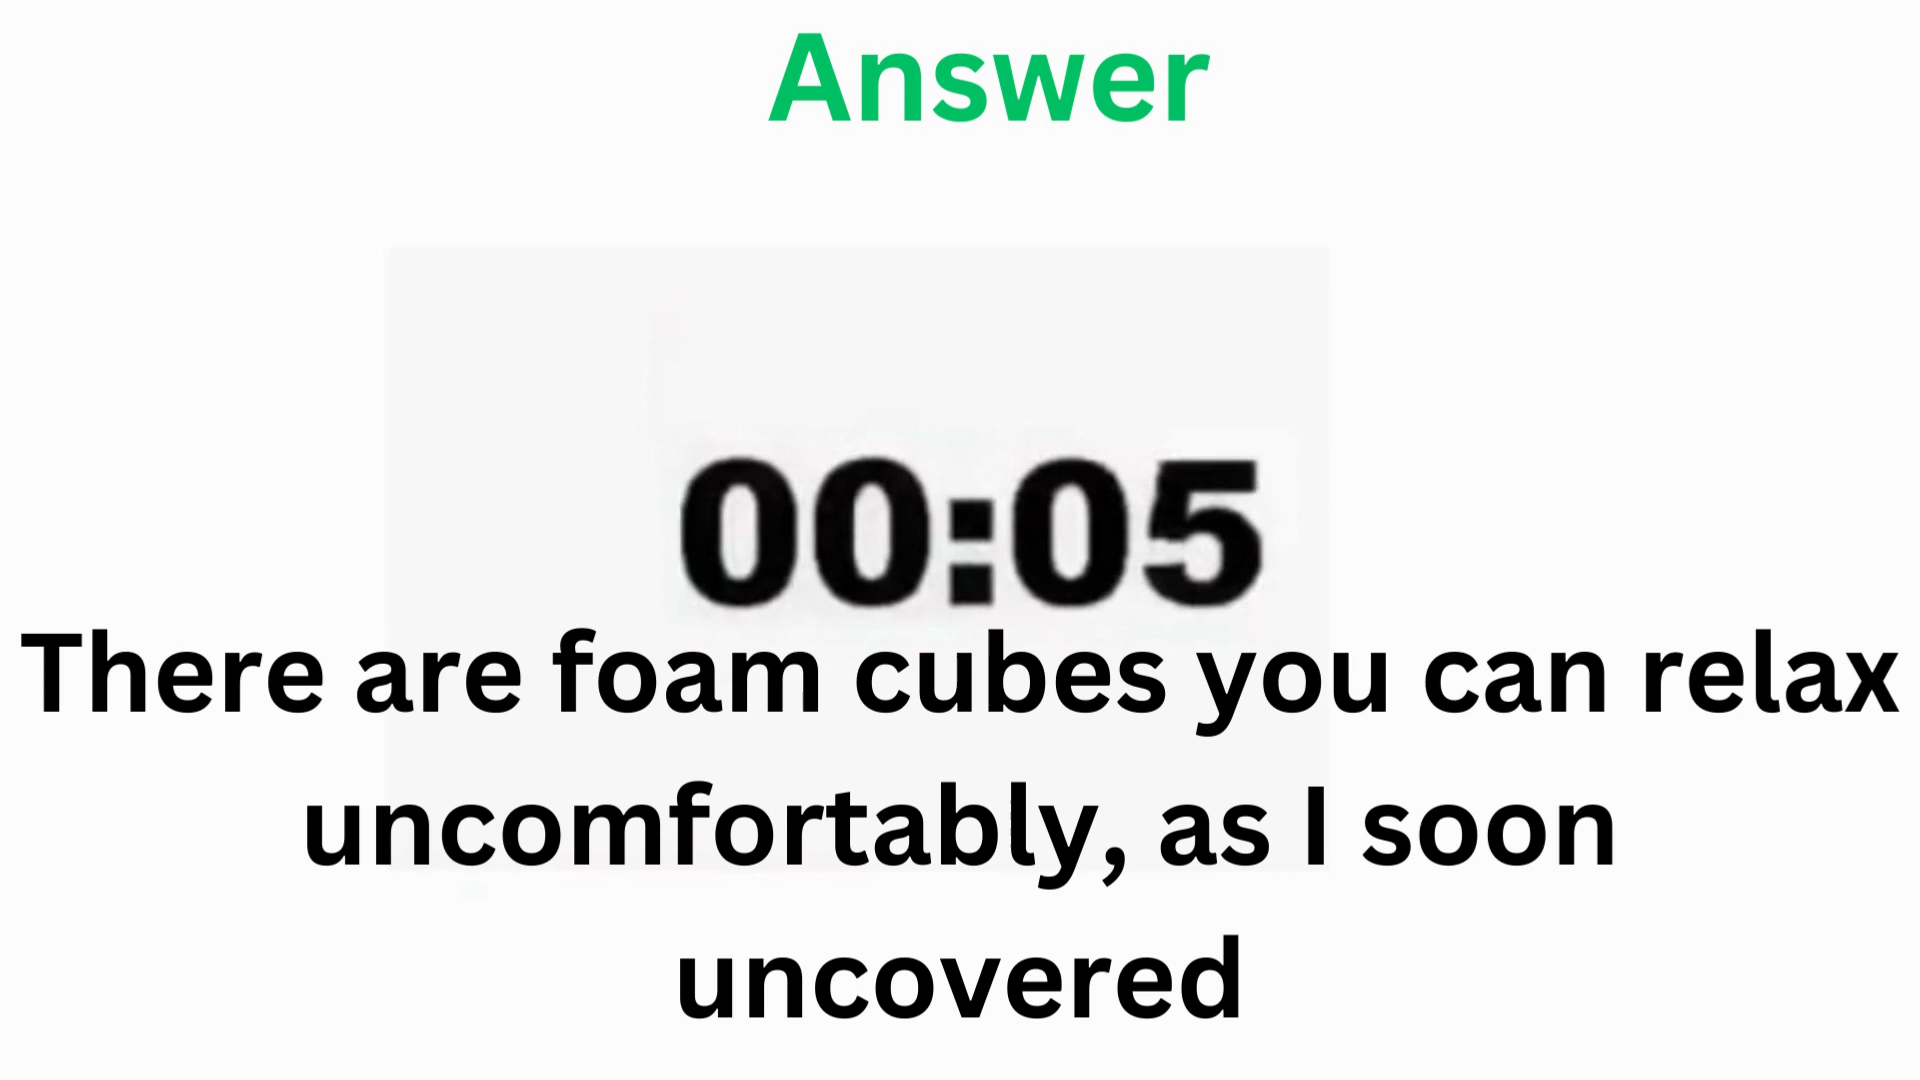 Answer
00:05
There are foam cubes you can relax
uncomfortably, as I soon
uncovered